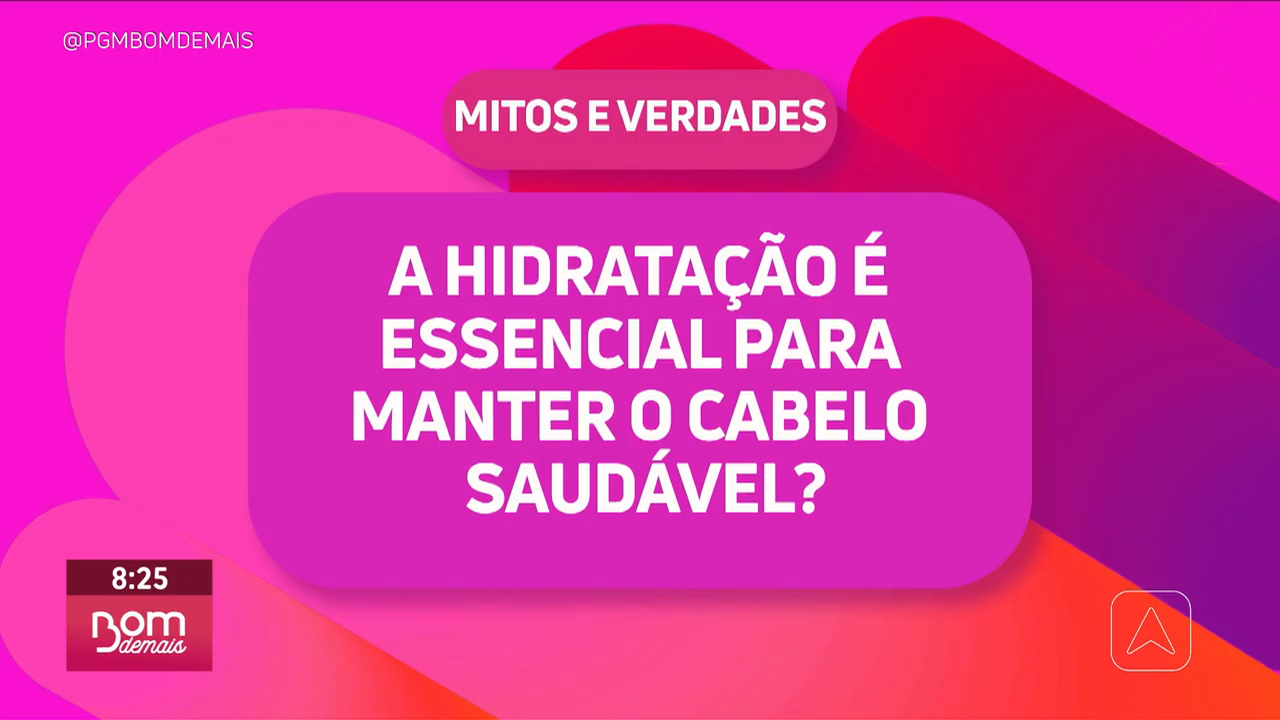 @PGMBOMDEMAIS
MITOS E VERDADES
A HIDRATAÇÃO É
ESSENCIAL PARA
MANTER O CABELO
SAUDÁVEL?
8:25
Bom
demais